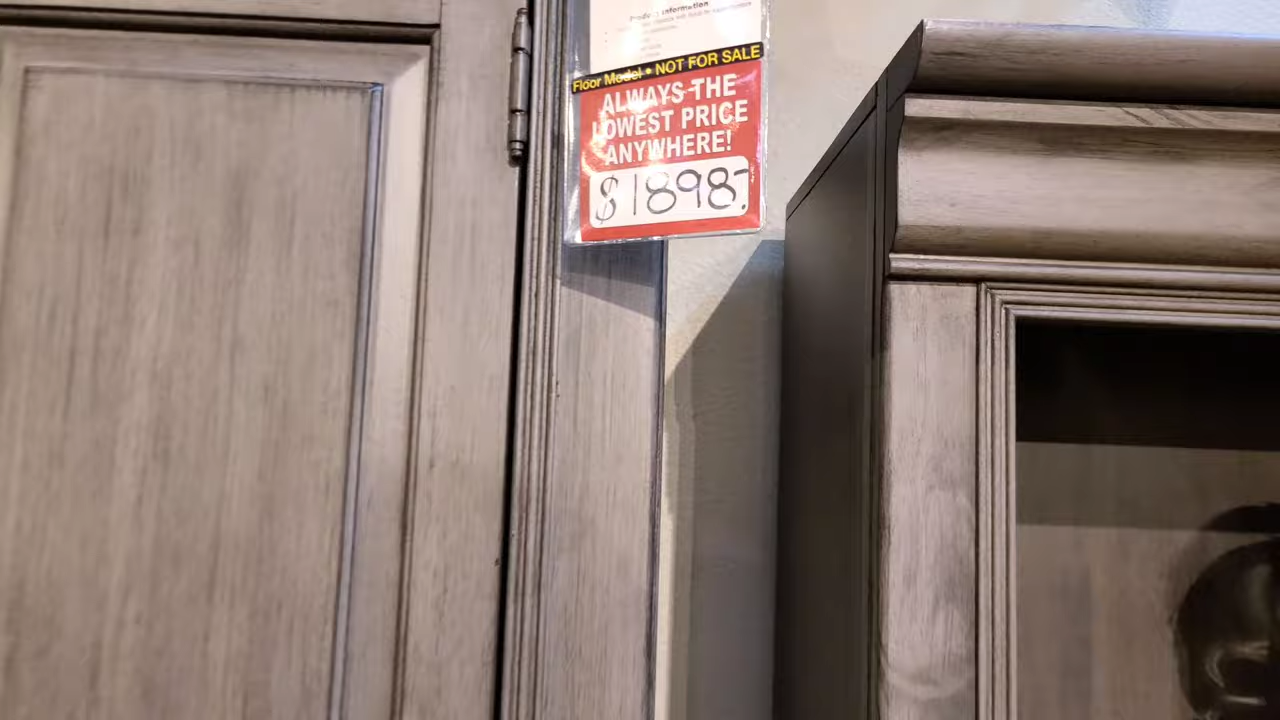 Product Information
Floor Model • NOT FOR SALE
ALWAYS THE
LOWEST PRICE
ANYWHERE!
$1898.-